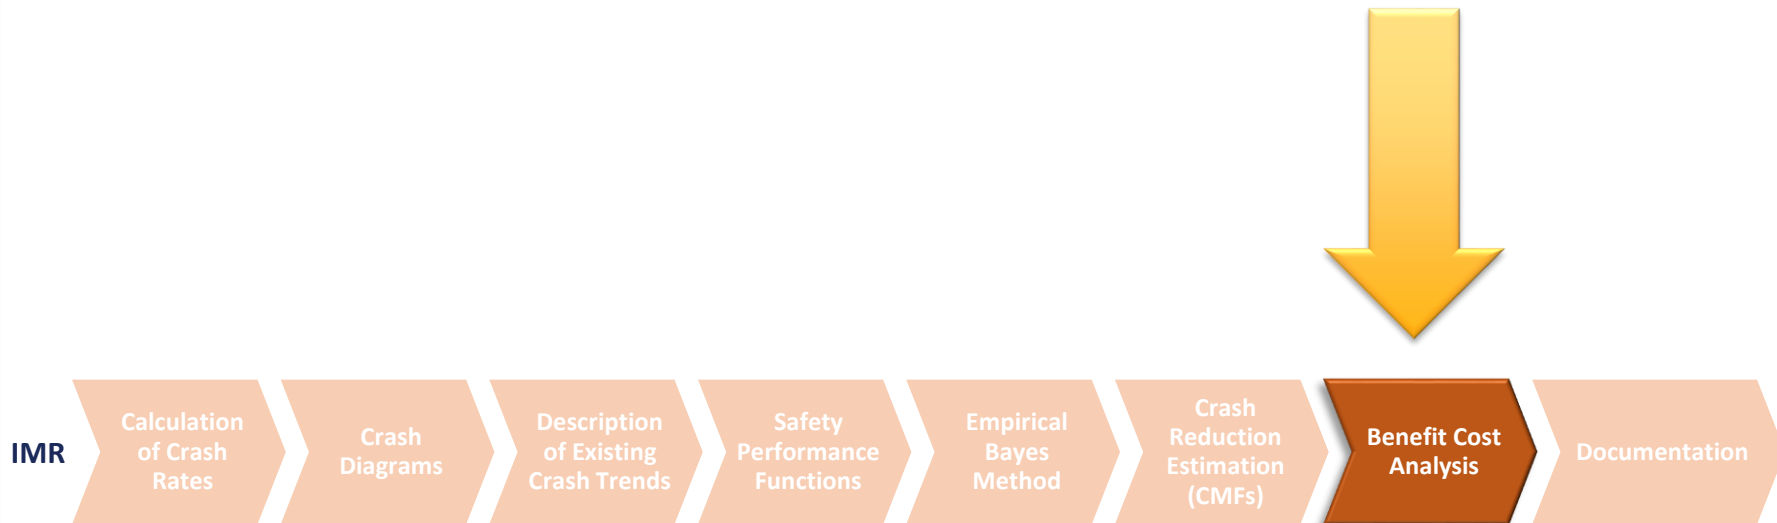 IMR
Calculation
of Crash
Rates
Crash
Diagrams
Description
of Existing
Crash Trends
Safety
Performance
Functions
Empirical
Bayes
Method
Crash
Reduction
Estimation
(CMFs)
Benefit Cost
Analysis
Documentation